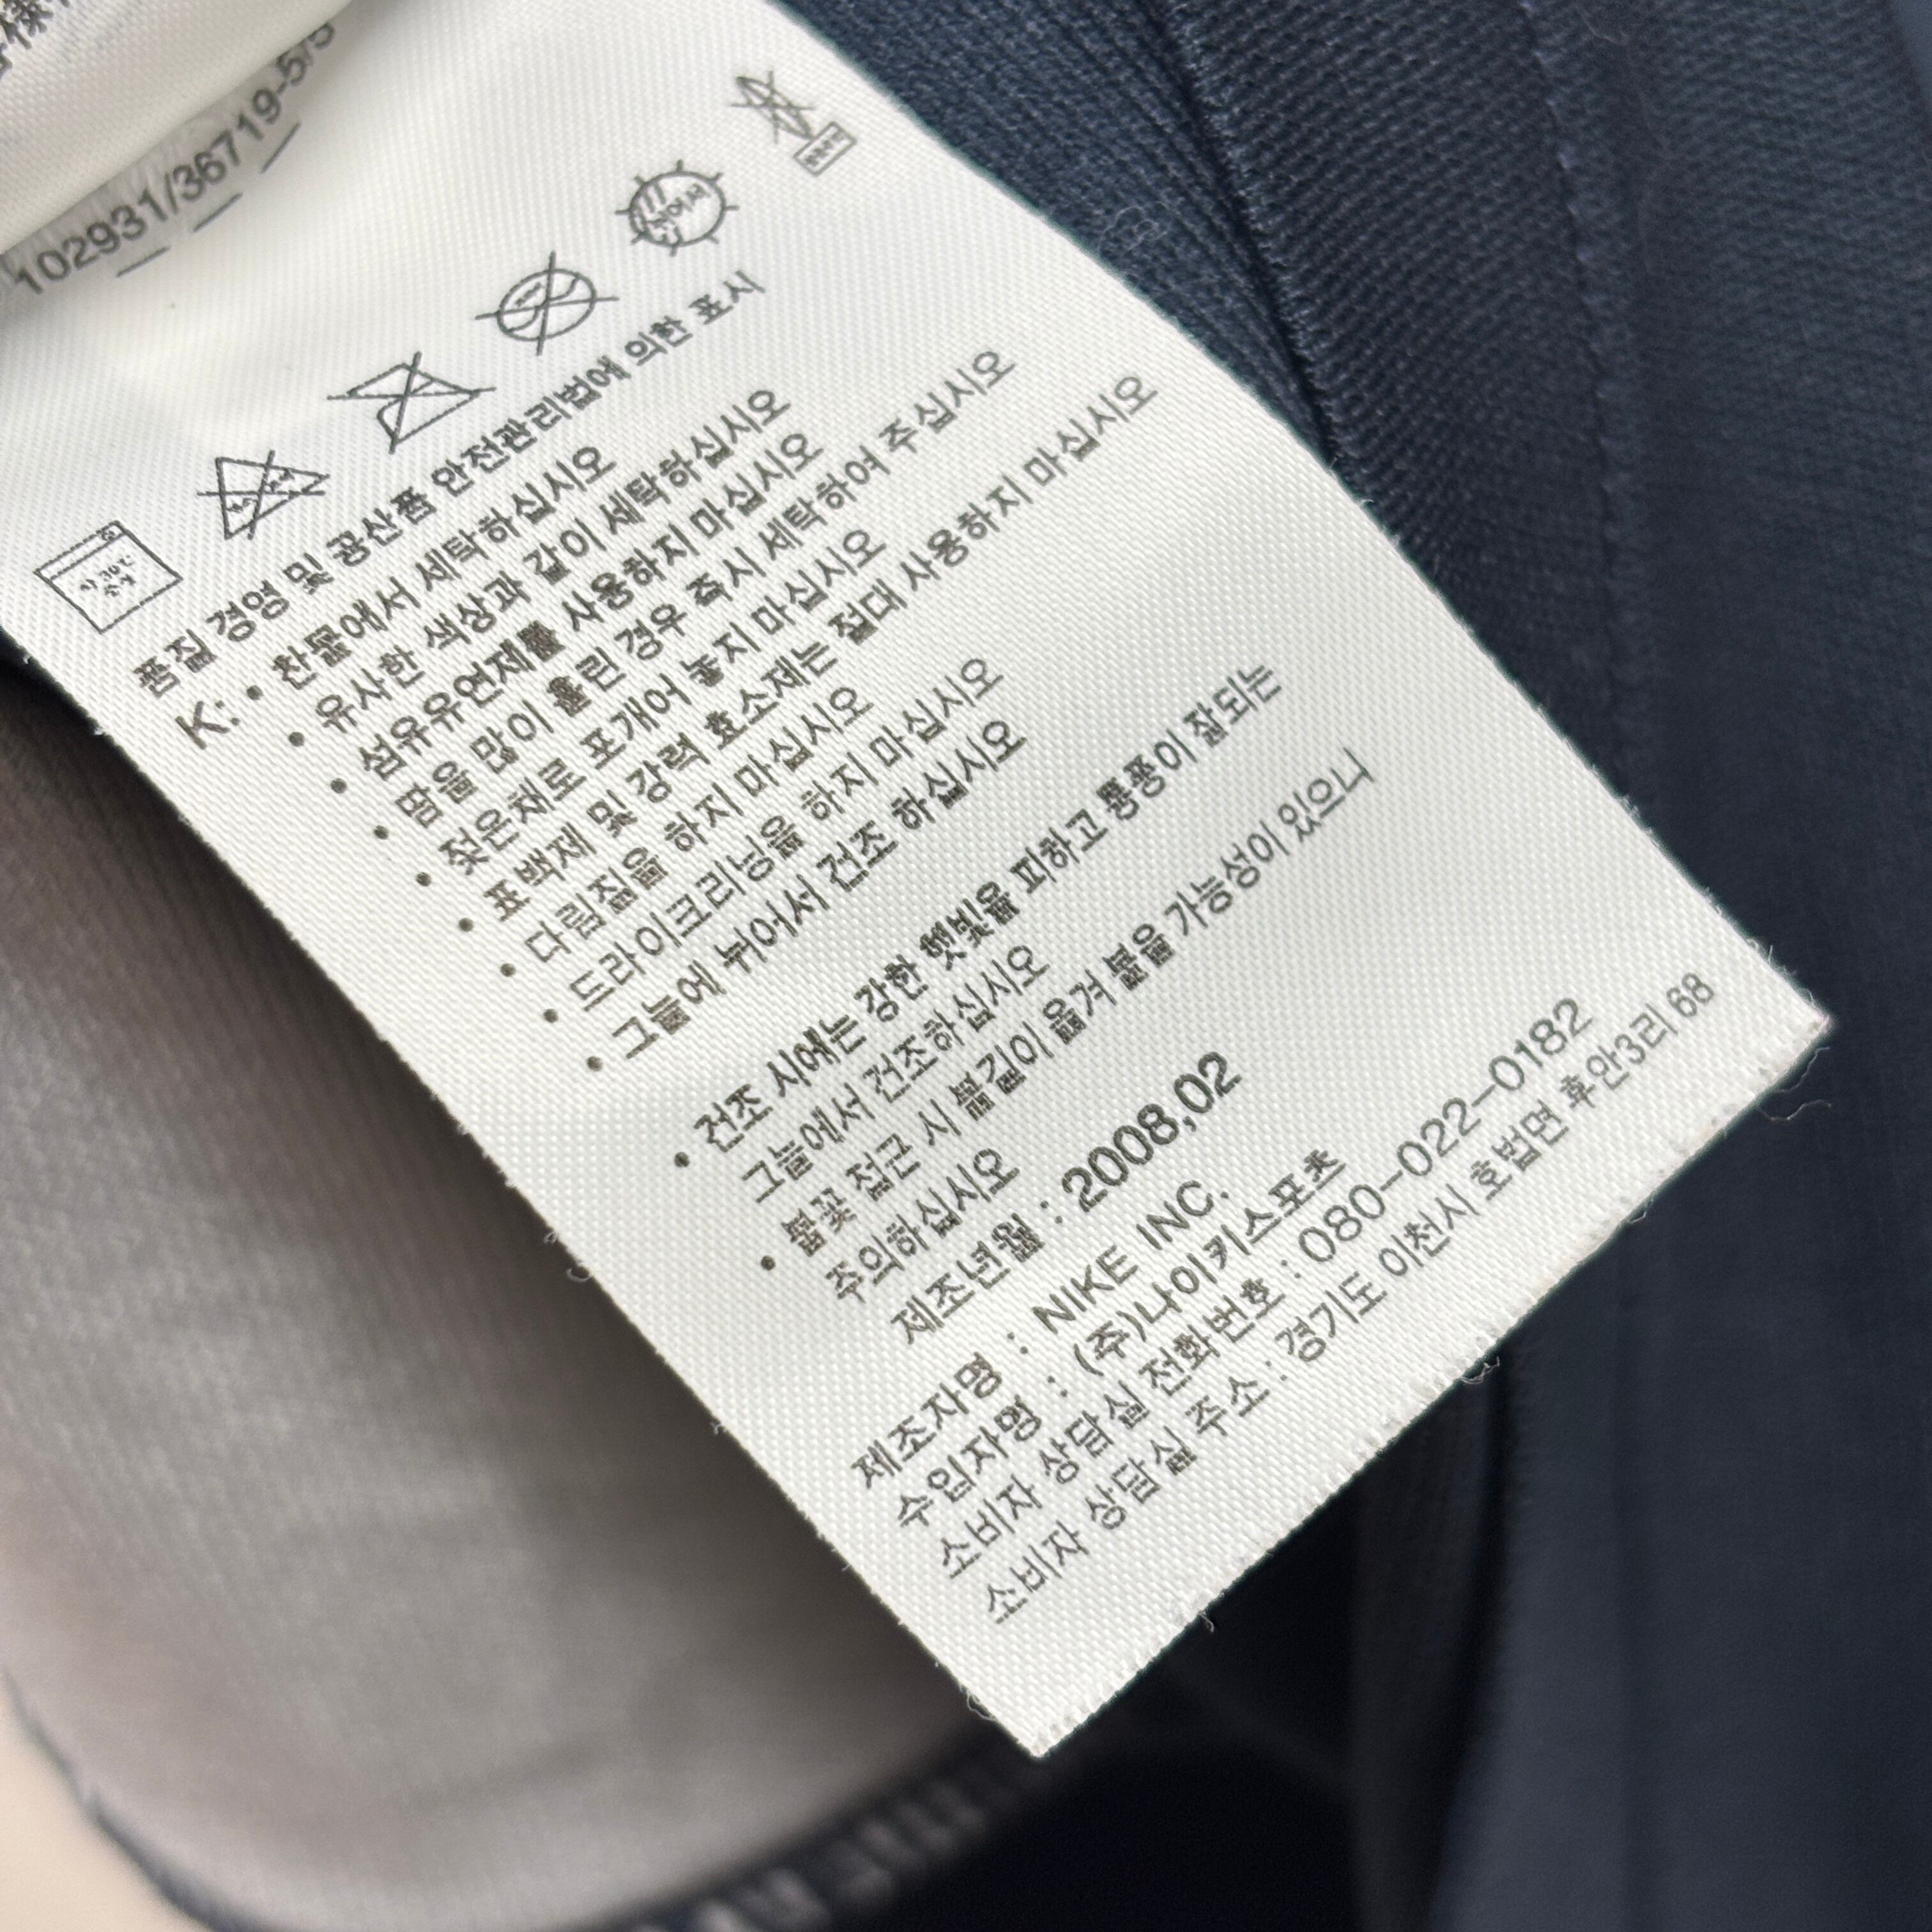 102931/36719-5/5
약 30℃
중성
품질 경영 및 공산품 안전관리법에 의한 표시
K: • 찬물에서 세탁하십시오
• 유사한 색상과 같이 세탁하십시오
• 섬유유연제를 사용하지 마십시오
• 땀을 많이 흘린 경우 즉시 세탁하여 주십시오
• 젖은채로 포개어 놓지 마십시오
• 표백제 및 강력 효소제는 절대 사용하지 마십시오
• 다림질을 하지 마십시오
• 드라이크리닝을 하지 마십시오
• 그늘에 뉘어서 건조 하십시오
• 건조 시에는 강한 햇빛을 피하고 통풍이 잘되는
그늘에서 건조하십시오
• 불꽃 접근 시 불길이 옮겨 붙을 가능성이 있으니
주의하십시오
제조년월 : 2008,02
제조자명 : NIKE INC.
수입자명 : (주)나이키스포츠
소비자 상담실 전화번호 : 080-022-0182
소비자 상담실 주소 : 경기도 이천시 호법면 후안3리 68